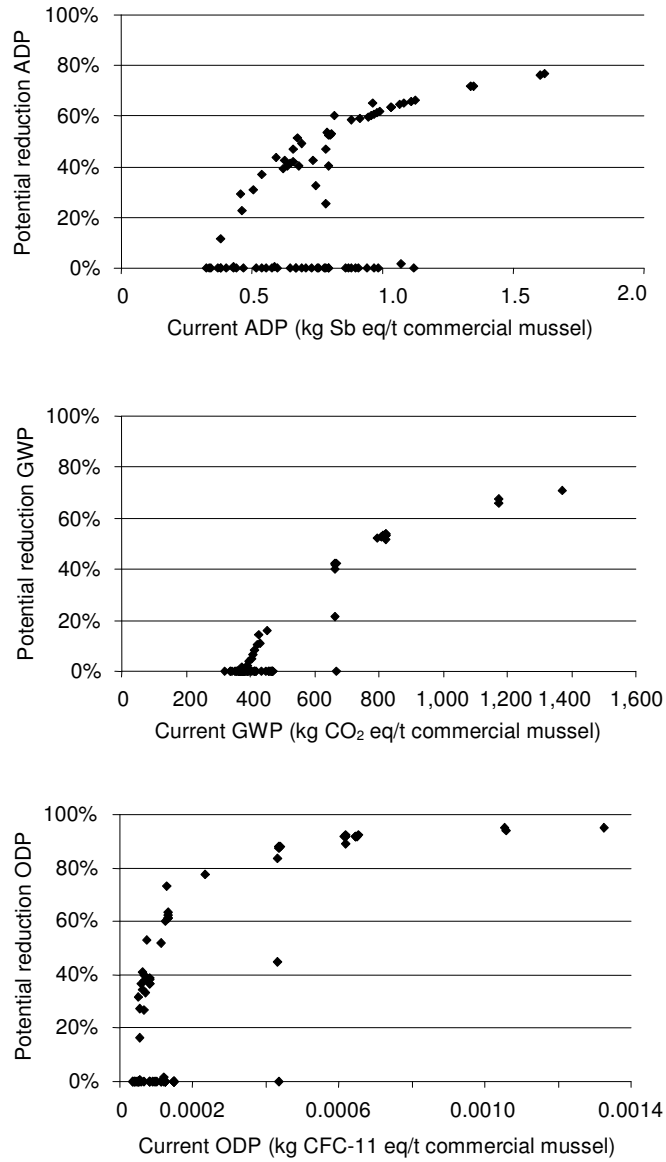 Potential reduction ADP
100%
80%
60%
40%
20%
0%
0 0.5 1.0 1.5 2.0
Current ADP (kg Sb eq/t commercial mussel)
Potential reduction GWP
100%
80%
60%
40%
20%
0%
0 200 400 600 800 1,000 1,200 1,400 1,600
Current GWP (kg CO₂ eq/t commercial mussel)
Potential reduction ODP
100%
80%
60%
40%
20%
0%
0 0.0002 0.0006 0.0010 0.0014
Current ODP (kg CFC-11 eq/t commercial mussel)